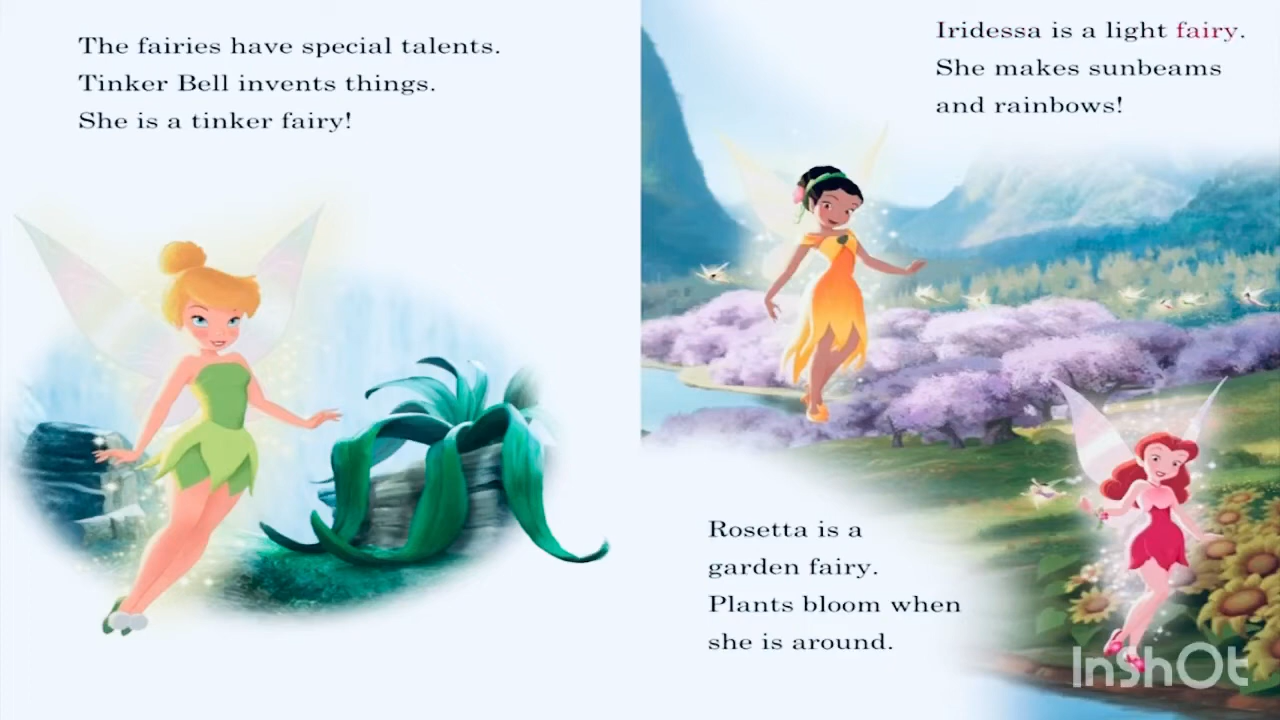 The fairies have special talents.
Tinker Bell invents things.
She is a tinker fairy!
Iridessa is a light fairy.
She makes sunbeams
and rainbows!
Rosetta is a
garden fairy.
Plants bloom when
she is around.
InShOt